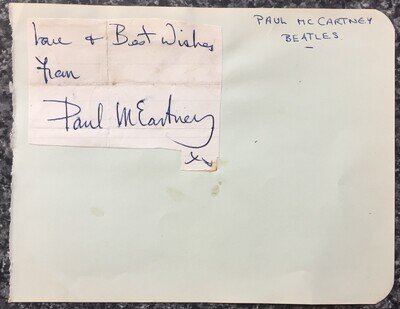 Love & Best Wishes
From
Paul McCartney
xx
PAUL McCARTNEY
BEATLES